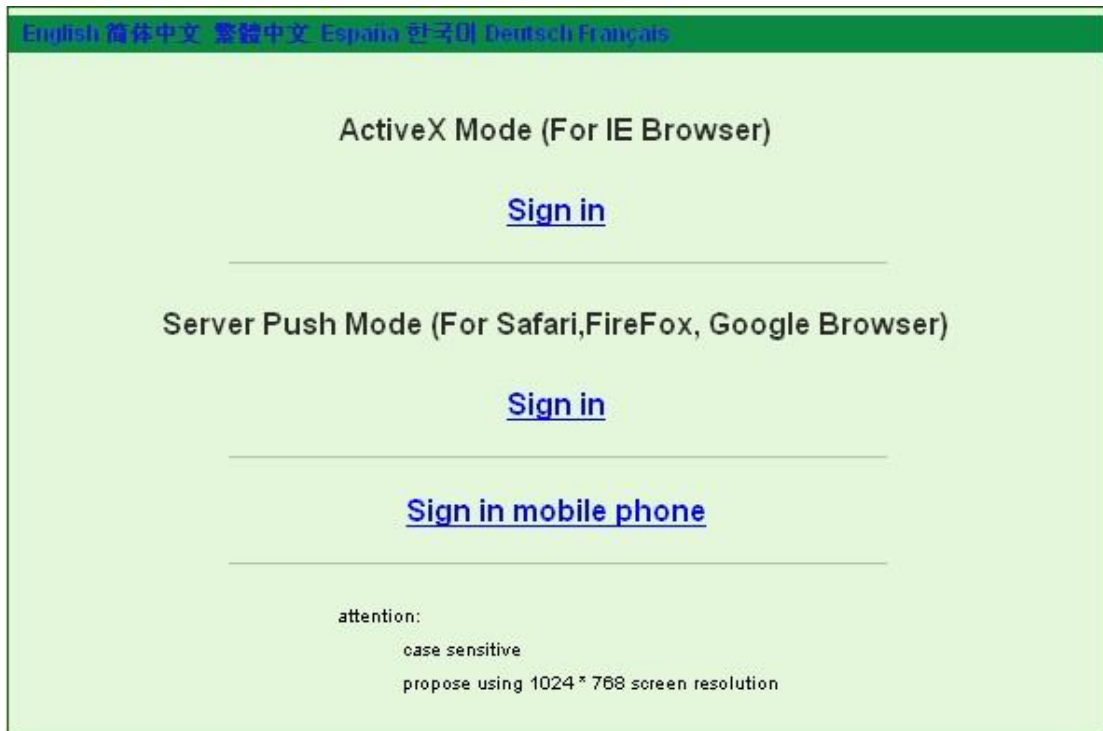 English 简体中文 繁體中文 España 한국어 Deutsch Français
ActiveX Mode (For IE Browser)
Sign in
Server Push Mode (For Safari,FireFox, Google Browser)
Sign in
Sign in mobile phone
attention:
case sensitive
propose using 1024 * 768 screen resolution